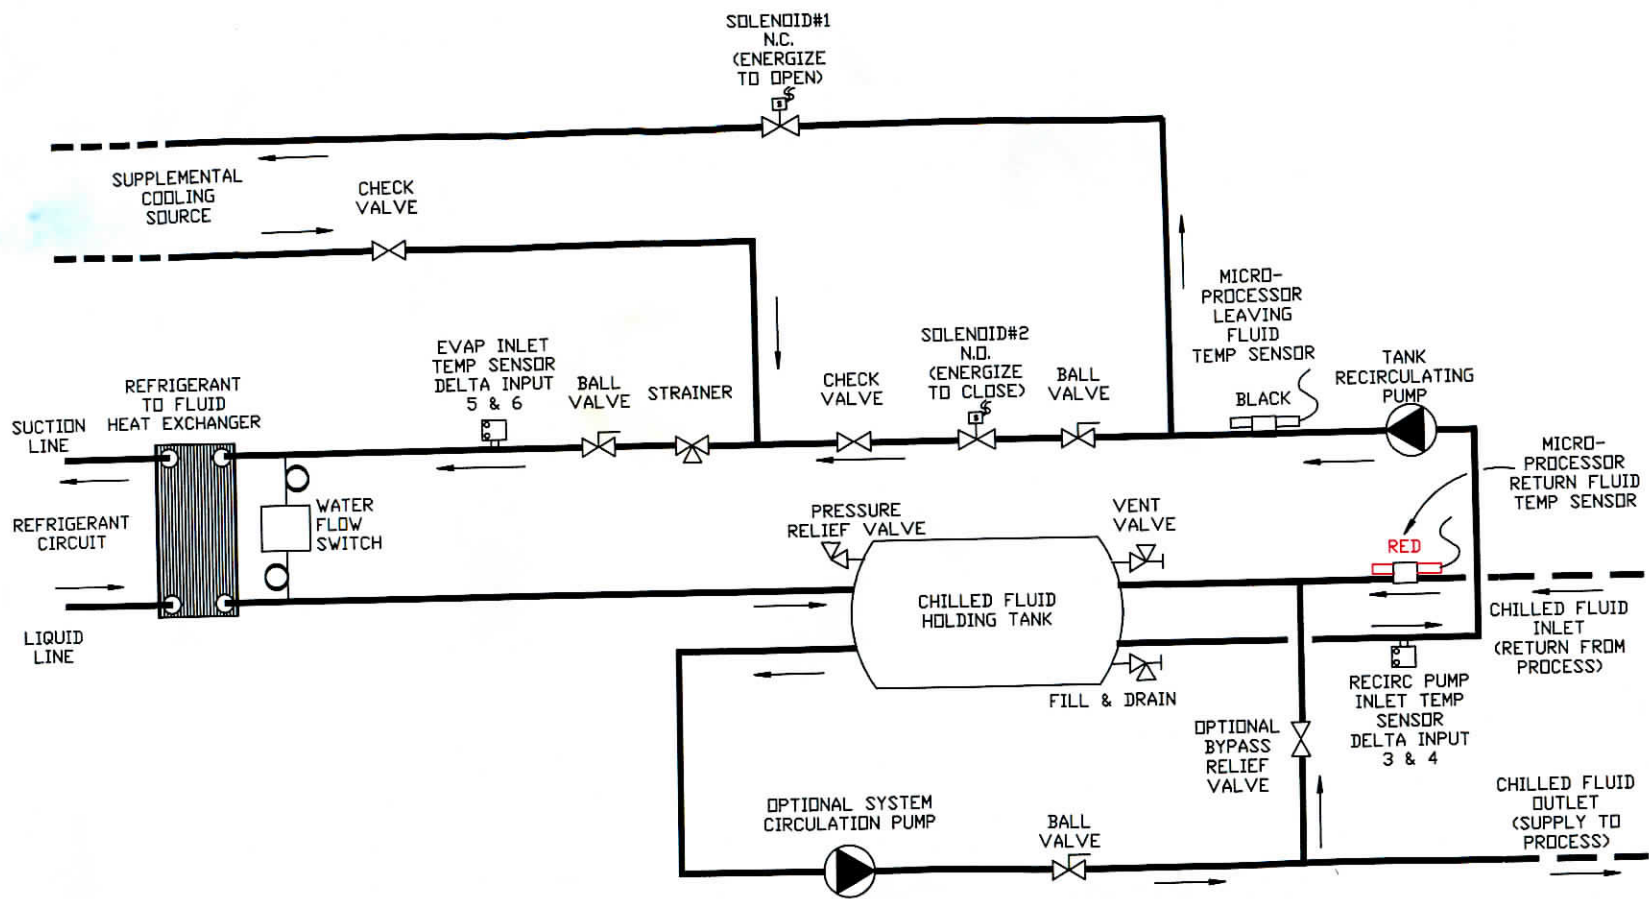 SOLENOID#1
N.C.
(ENERGIZE
TO OPEN)
S
$
SUPPLEMENTAL
COOLING
SOURCE
CHECK
VALVE
MICRO-
PROCESSOR
LEAVING
FLUID
TEMP SENSOR
BLACK
SOLENOID#2
N.O.
(ENERGIZE
TO CLOSE)
S
$
EVAP INLET
TEMP SENSOR
DELTA INPUT
5 & 6
BALL
VALVE
STRAINER
CHECK
VALVE
BALL
VALVE
TANK
RECIRCULATING
PUMP
REFRIGERANT
TO FLUID
HEAT EXCHANGER
SUCTION
LINE
REFRIGERANT
CIRCUIT
LIQUID
LINE
WATER
FLOW
SWITCH
PRESSURE
RELIEF VALVE
VENT
VALVE
MICRO-
PROCESSOR
RETURN FLUID
TEMP SENSOR
RED
CHILLED FLUID
HOLDING TANK
CHILLED FLUID
INLET
(RETURN FROM
PROCESS)
FILL & DRAIN
RECIRC PUMP
INLET TEMP
SENSOR
DELTA INPUT
3 & 4
OPTIONAL
BYPASS
RELIEF
VALVE
OPTIONAL SYSTEM
CIRCULATION PUMP
BALL
VALVE
CHILLED FLUID
OUTLET
(SUPPLY TO
PROCESS)